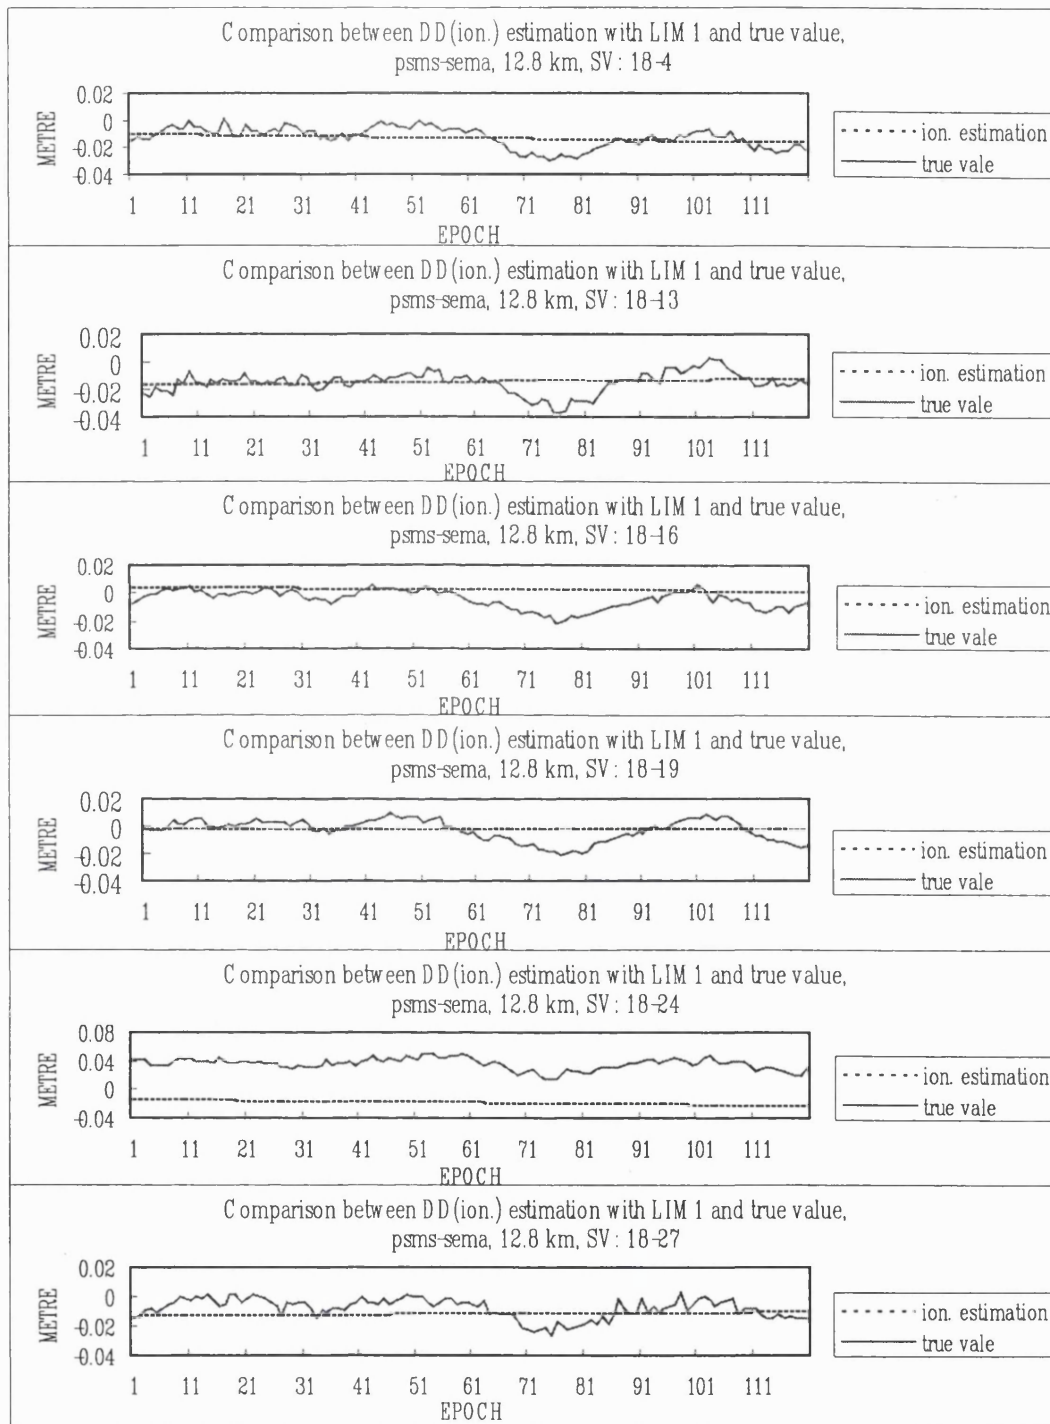 Comparison between DD(ion.) estimation with LIM 1 and true value,
psms-sema, 12.8 km, SV: 18-4
METRE
0.02
0
-0.02
-0.04
1 11 21 31 41 51 61 71 81 91 101 111
EPOCH
ion. estimation
true vale
Comparison between DD(ion.) estimation with LIM 1 and true value,
psms-sema, 12.8 km, SV: 18-13
METRE
0.02
0
-0.02
-0.04
1 11 21 31 41 51 61 71 81 91 101 111
EPOCH
ion. estimation
true vale
Comparison between DD(ion.) estimation with LIM 1 and true value,
psms-sema, 12.8 km, SV: 18-16
METRE
0.02
0
-0.02
-0.04
1 11 21 31 41 51 61 71 81 91 101 111
EPOCH
ion. estimation
true vale
Comparison between DD(ion.) estimation with LIM 1 and true value,
psms-sema, 12.8 km, SV: 18-19
METRE
0.02
0
-0.02
-0.04
1 11 21 31 41 51 61 71 81 91 101 111
EPOCH
ion. estimation
true vale
Comparison between DD(ion.) estimation with LIM 1 and true value,
psms-sema, 12.8 km, SV: 18-24
METRE
0.08
0.04
0
-0.04
1 11 21 31 41 51 61 71 81 91 101 111
EPOCH
ion. estimation
true vale
Comparison between DD(ion.) estimation with LIM 1 and true value,
psms-sema, 12.8 km, SV: 18-27
METRE
0.02
0
-0.02
-0.04
1 11 21 31 41 51 61 71 81 91 101 111
EPOCH
ion. estimation
true vale